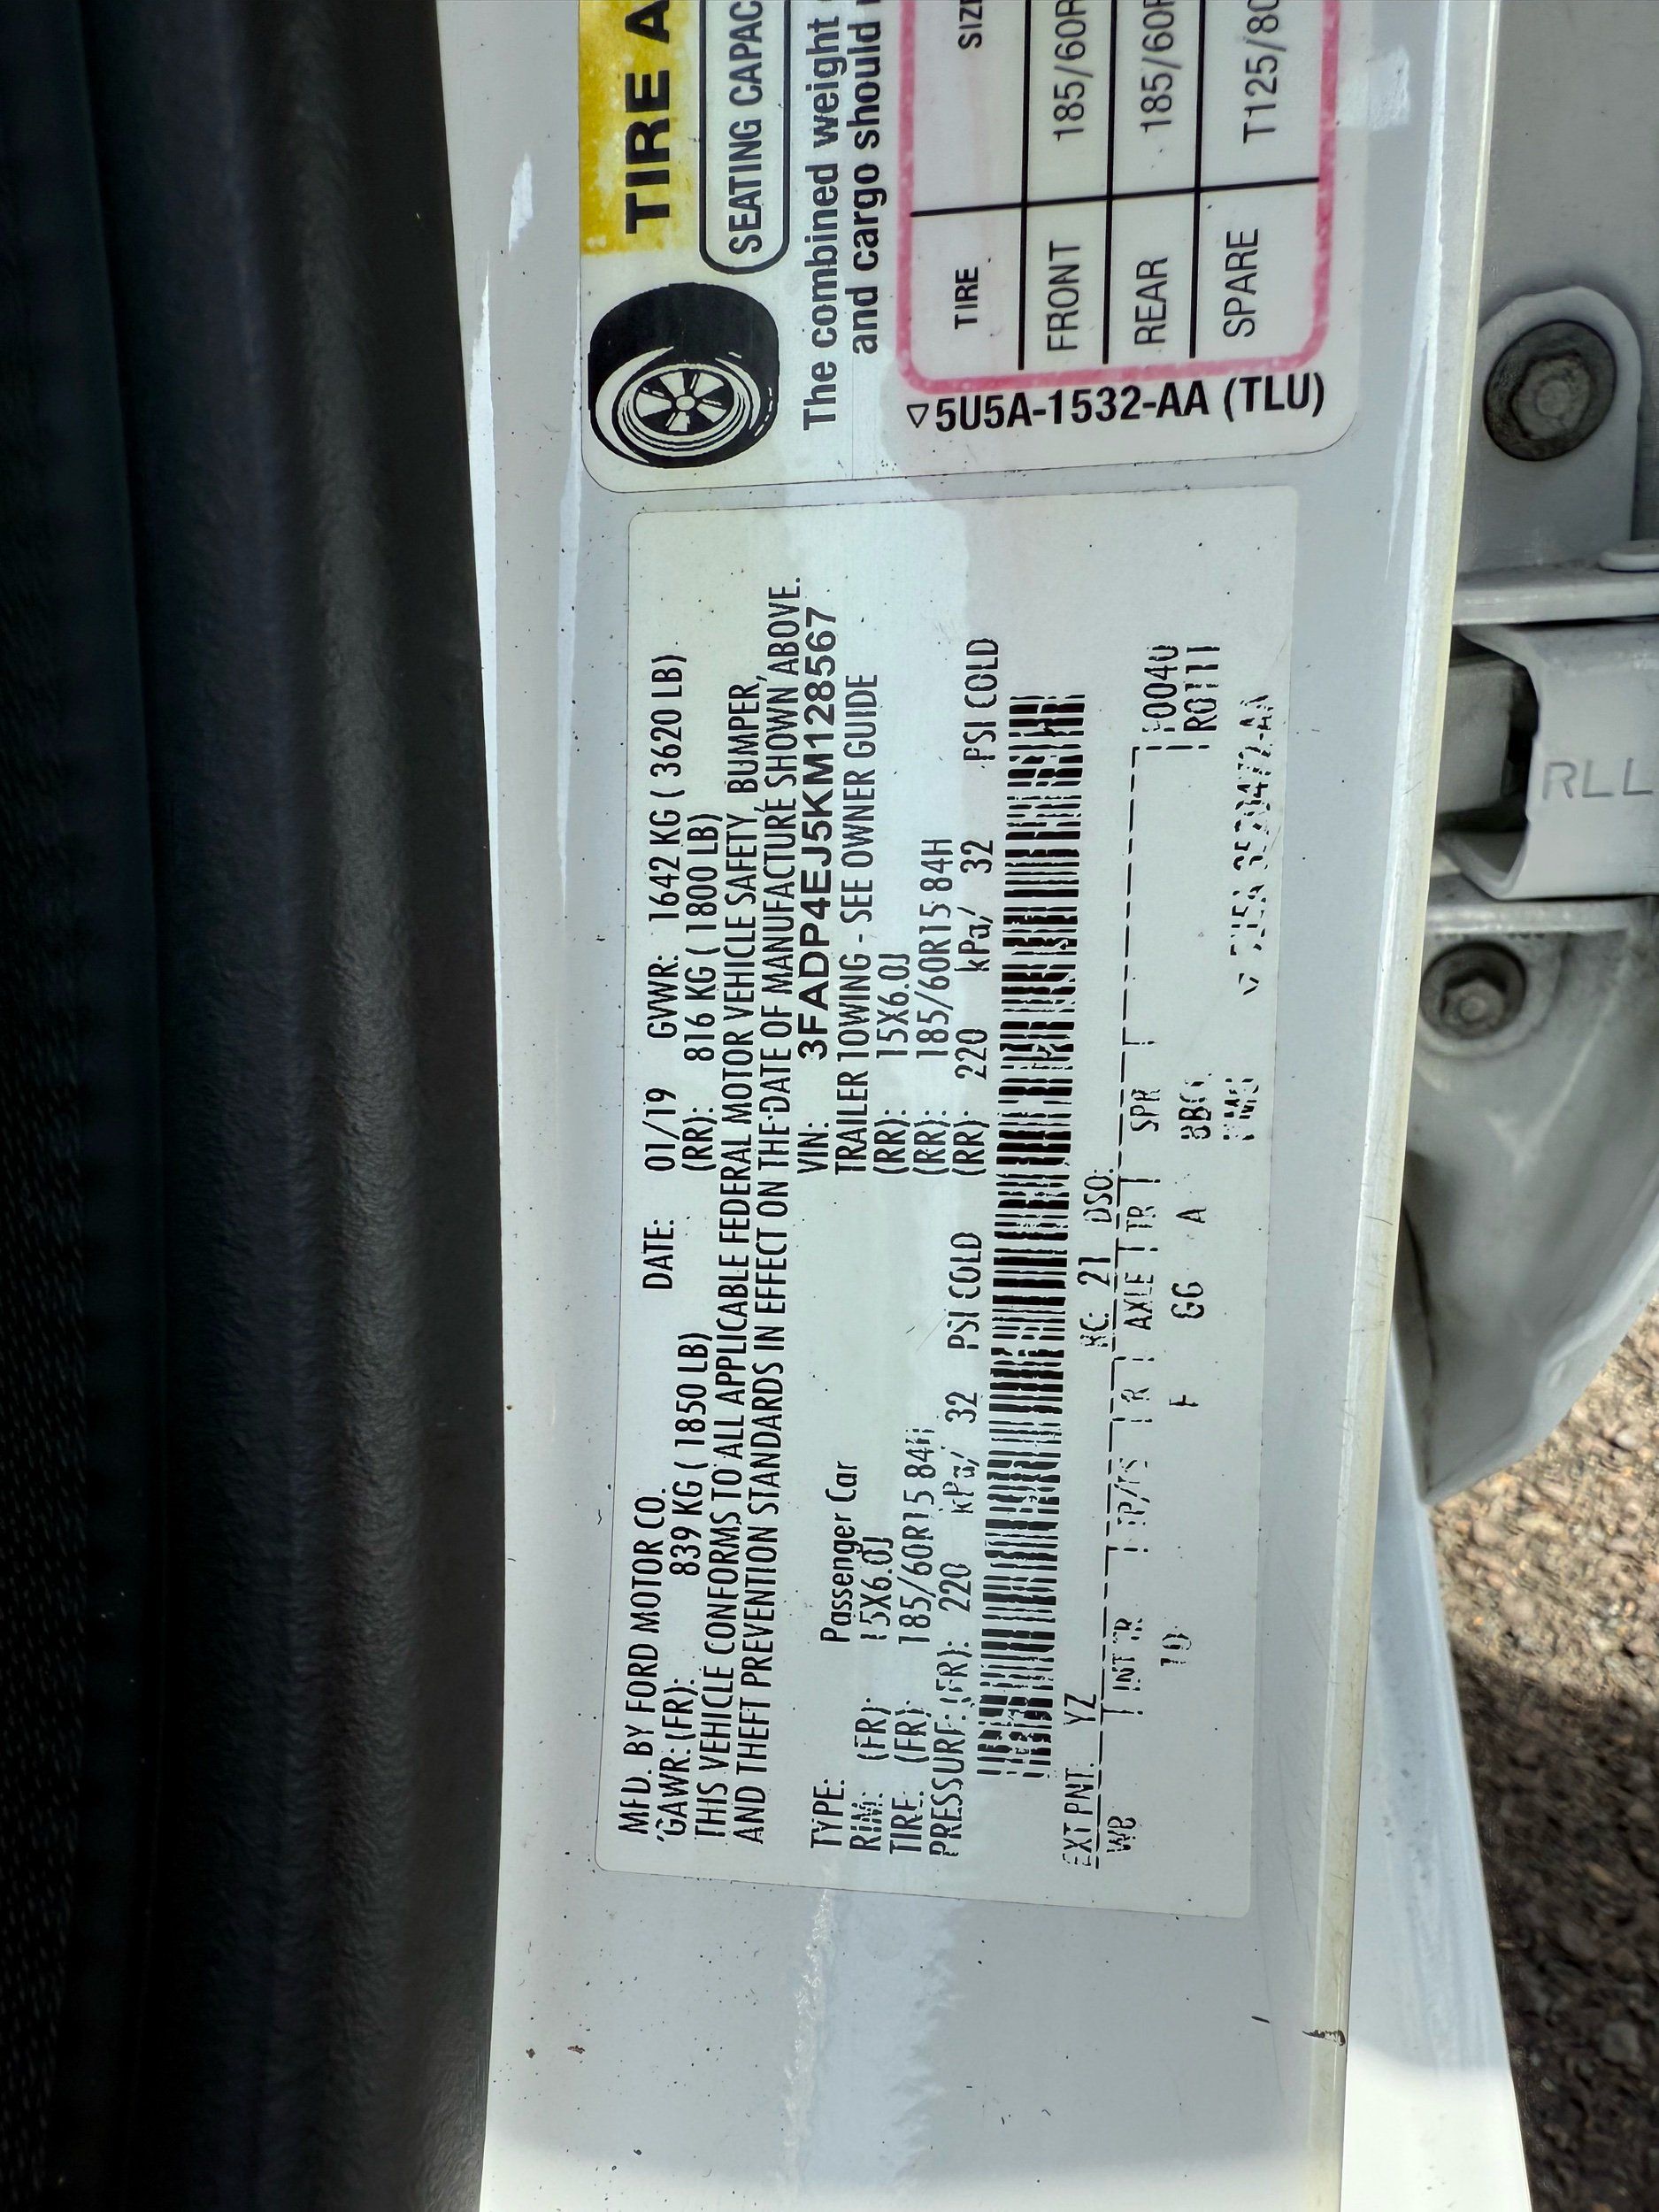 MFD. BY FORD MOTOR CO. DATE: 01/19 GVWR: 1642 KG ( 3620 LB)
GAWR: (FR): 839 KG ( 1850 LB) (RR): 816 KG ( 1800 LB)
THIS VEHICLE CONFORMS TO ALL APPLICABLE FEDERAL MOTOR VEHICLE SAFETY, BUMPER,
AND THEFT PREVENTION STANDARDS IN EFFECT ON THE DATE OF MANUFACTURE SHOWN ABOVE.
VIN: 3FADP4EJ5KM128567
TYPE: Passenger Car TRAILER TOWING - SEE OWNER GUIDE
RIM: (FR): 15X6.0J (RR): 15X6.0J
TIRE: (FR): 185/60R15 84H (RR): 185/60R15 84H
PRESSURE: (FR): 220 kPa/ 32 PSI COLD (RR): 220 kPa/ 32 PSI COLD
EXT PNT: YZ RC: 21 DSO:
WB INT TR TP/PS R AXLE TR SPR
10 F GG A
TIRE
SEATING
The combined weight
and cargo should
TIRE
FRONT 185/60R
REAR 185/60R
SPARE T125/80
▽5U5A-1532-AA (TLU)
RLL